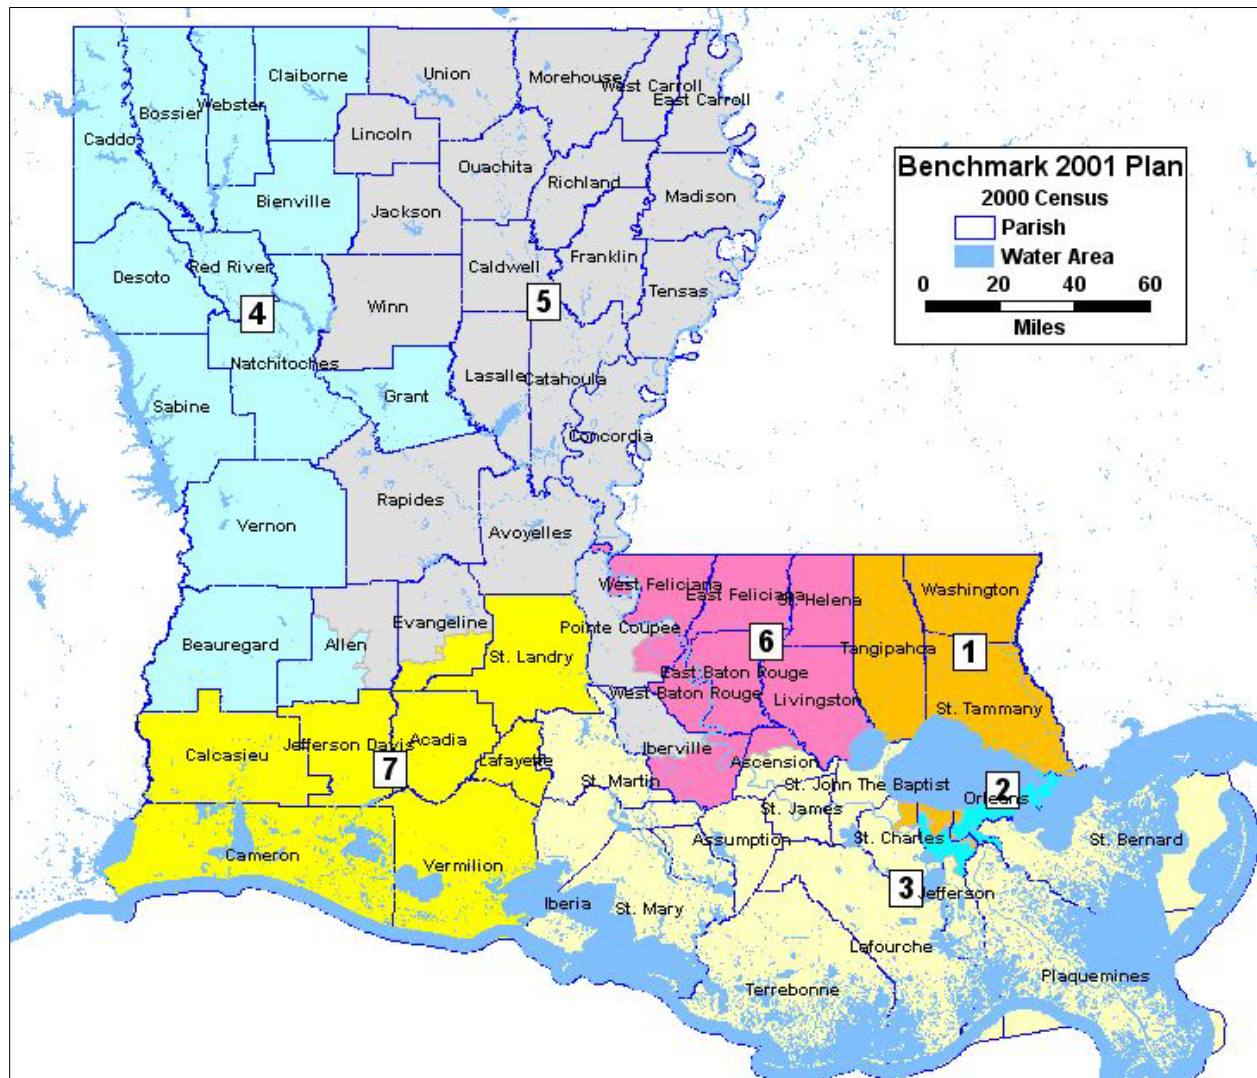 Claiborne
Union
Morehouse
West Carroll
East Carroll
Webster
Bossier
Caddo
Lincoln
Ouachita
Richland
Madison
Bienville
Jackson
Franklin
Caldwell
Red River
Desoto
Tensas
4
5
Winn
Natchitoches
Lasalle
Catahoula
Grant
Sabine
Concordia
Rapides
Vernon
Avoyelles
Benchmark 2001 Plan
2000 Census
Parish
Water Area
0 20 40 60
Miles
West Feliciana
East Feliciana
St. Helena
Washington
Evangeline
Pointe Coupee
Beauregard
Allen
St. Landry
6
Tangipahoa
1
East Baton Rouge
West Baton Rouge
Livingston
St. Tammany
Calcasieu
Jefferson Davis
Acadia
Lafayette
Iberville
Ascension
7
St. Martin
St. John The Baptist
2
Orleans
St. James
Assumption
St. Charles
St. Bernard
Cameron
Vermilion
3
Jefferson
Iberia
St. Mary
Lafourche
Plaquemines
Terrebonne